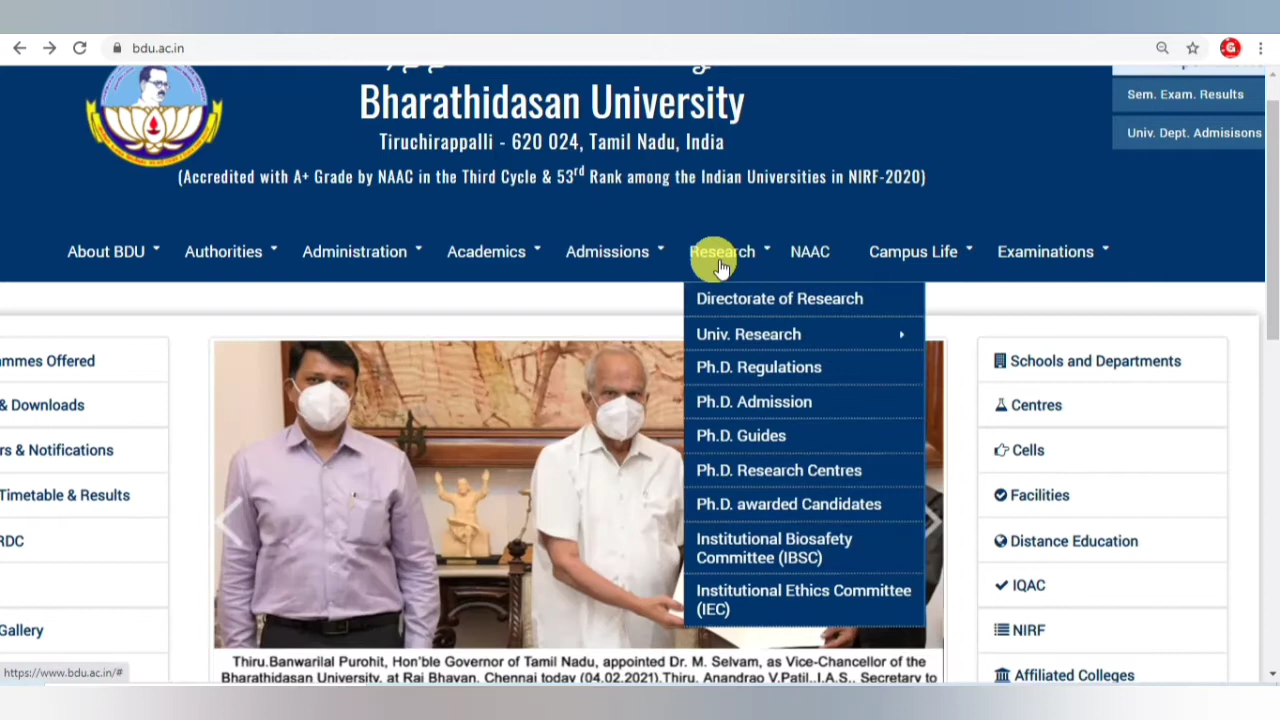 bdu.ac.in
Bharathidasan University
Tiruchirappalli - 620 024, Tamil Nadu, India
(Accredited with A+ Grade by NAAC in the Third Cycle & 53rd Rank among the Indian Universities in NIRF-2020)
Sem. Exam. Results
Univ. Dept. Admisisons
About BDU
Authorities
Administration
Academics
Admissions
Research
NAAC
Campus Life
Examinations
Directorate of Research
Univ. Research
Ph.D. Regulations
Ph.D. Admission
Ph.D. Guides
Ph.D. Research Centres
Ph.D. awarded Candidates
Institutional Biosafety
Committee (IBSC)
Institutional Ethics Committee
(IEC)
ammes Offered
& Downloads
rs & Notifications
Timetable & Results
RDC
Gallery
Schools and Departments
Centres
Cells
Facilities
Distance Education
IQAC
NIRF
Affiliated Colleges
Thiru.Banwarilal Purohit, Hon'ble Governor of Tamil Nadu, appointed Dr. M. Selvam, as Vice-Chancellor of the
Bharathidasan University, at Raj Bhavan, Chennai today (04.02.2021).Thiru. Anandrao V.Patil.,I.A.S., Secretary to
https://www.bdu.ac.in/#